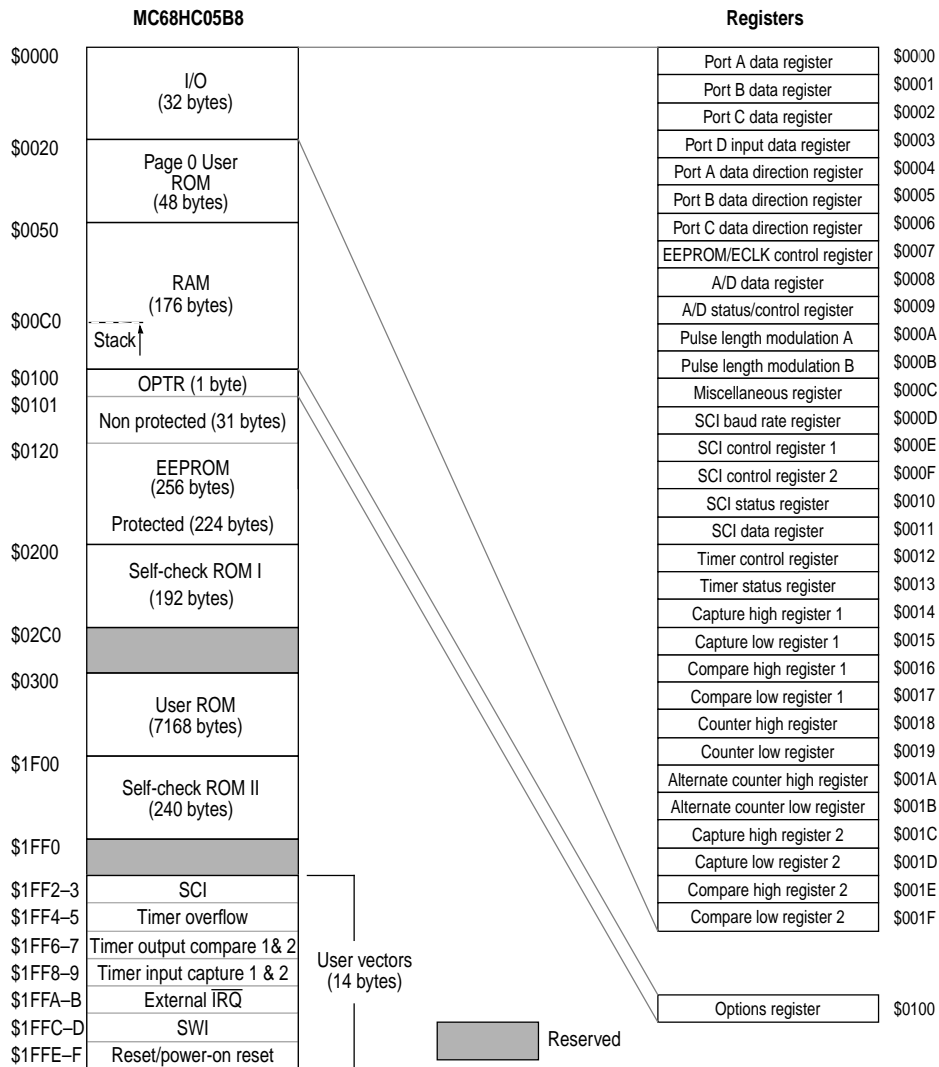 MC68HC05B8
$0000
I/O
(32 bytes)
$0020
Page 0 User
ROM
(48 bytes)
$0050
RAM
(176 bytes)
$00C0
Stack
$0100
OPTR (1 byte)
$0101
Non protected (31 bytes)
$0120
EEPROM
(256 bytes)
Protected (224 bytes)
$0200
Self-check ROM I
(192 bytes)
$02C0
$0300
User ROM
(7168 bytes)
$1F00
Self-check ROM II
(240 bytes)
$1FF0
$1FF2–3 SCI
$1FF4–5 Timer overflow
$1FF6–7 Timer output compare 1& 2
$1FF8–9 Timer input capture 1 & 2
$1FFA–B External IRQ
$1FFC–D SWI
$1FFE–F Reset/power-on reset
User vectors
(14 bytes)
Reserved
Registers
Port A data register $0000
Port B data register $0001
Port C data register $0002
Port D input data register $0003
Port A data direction register $0004
Port B data direction register $0005
Port C data direction register $0006
EEPROM/ECLK control register $0007
A/D data register $0008
A/D status/control register $0009
Pulse length modulation A $000A
Pulse length modulation B $000B
Miscellaneous register $000C
SCI baud rate register $000D
SCI control register 1 $000E
SCI control register 2 $000F
SCI status register $0010
SCI data register $0011
Timer control register $0012
Timer status register $0013
Capture high register 1 $0014
Capture low register 1 $0015
Compare high register 1 $0016
Compare low register 1 $0017
Counter high register $0018
Counter low register $0019
Alternate counter high register $001A
Alternate counter low register $001B
Capture high register 2 $001C
Capture low register 2 $001D
Compare high register 2 $001E
Compare low register 2 $001F
Options register $0100